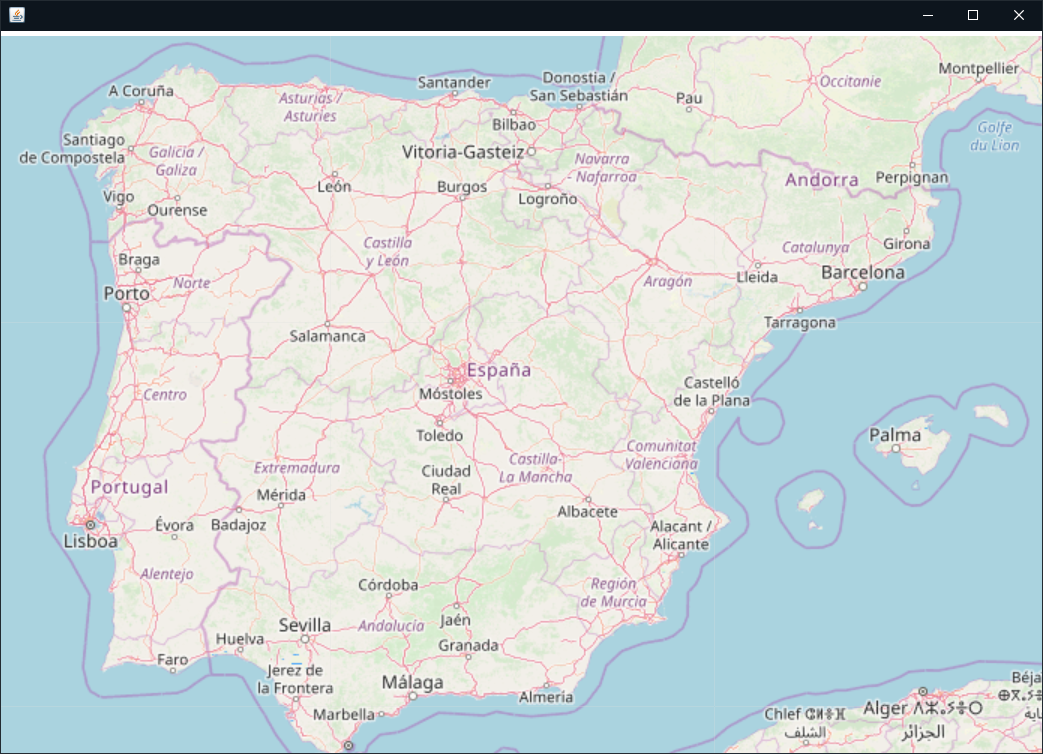 Santander
Donostia /
San Sebastián
Montpellier
Occitanie
A Coruña
Asturias /
Asturies
Pau
Bilbao
Golfe
du Lion
Santiago
de Compostela
Galicia /
Galiza
Vitoria-Gasteiz
Navarra
Nafarroa
Andorra
Perpignan
León
Burgos
Logroño
Vigo
Ourense
Castilla
y León
Catalunya
Girona
Braga
Norte
Aragón
Lleida
Barcelona
Porto
Tarragona
Salamanca
España
Móstoles
Castelló
de la Plana
Centro
Toledo
Palma
Comunitat
Valenciana
Extremadura
Ciudad
Real
Castilla-
La Mancha
Portugal
Mérida
Albacete
Lisboa
Évora
Badajoz
Alacant /
Alicante
Alentejo
Córdoba
Región
de Murcia
Sevilla
Andalucía
Jaén
Huelva
Granada
Faro
Jerez de
la Frontera
Málaga
Almería
Marbella
Chlef
الشلف
Alger ⴷⵣⴰⵢⴻⵔ
الجزائر
Béja